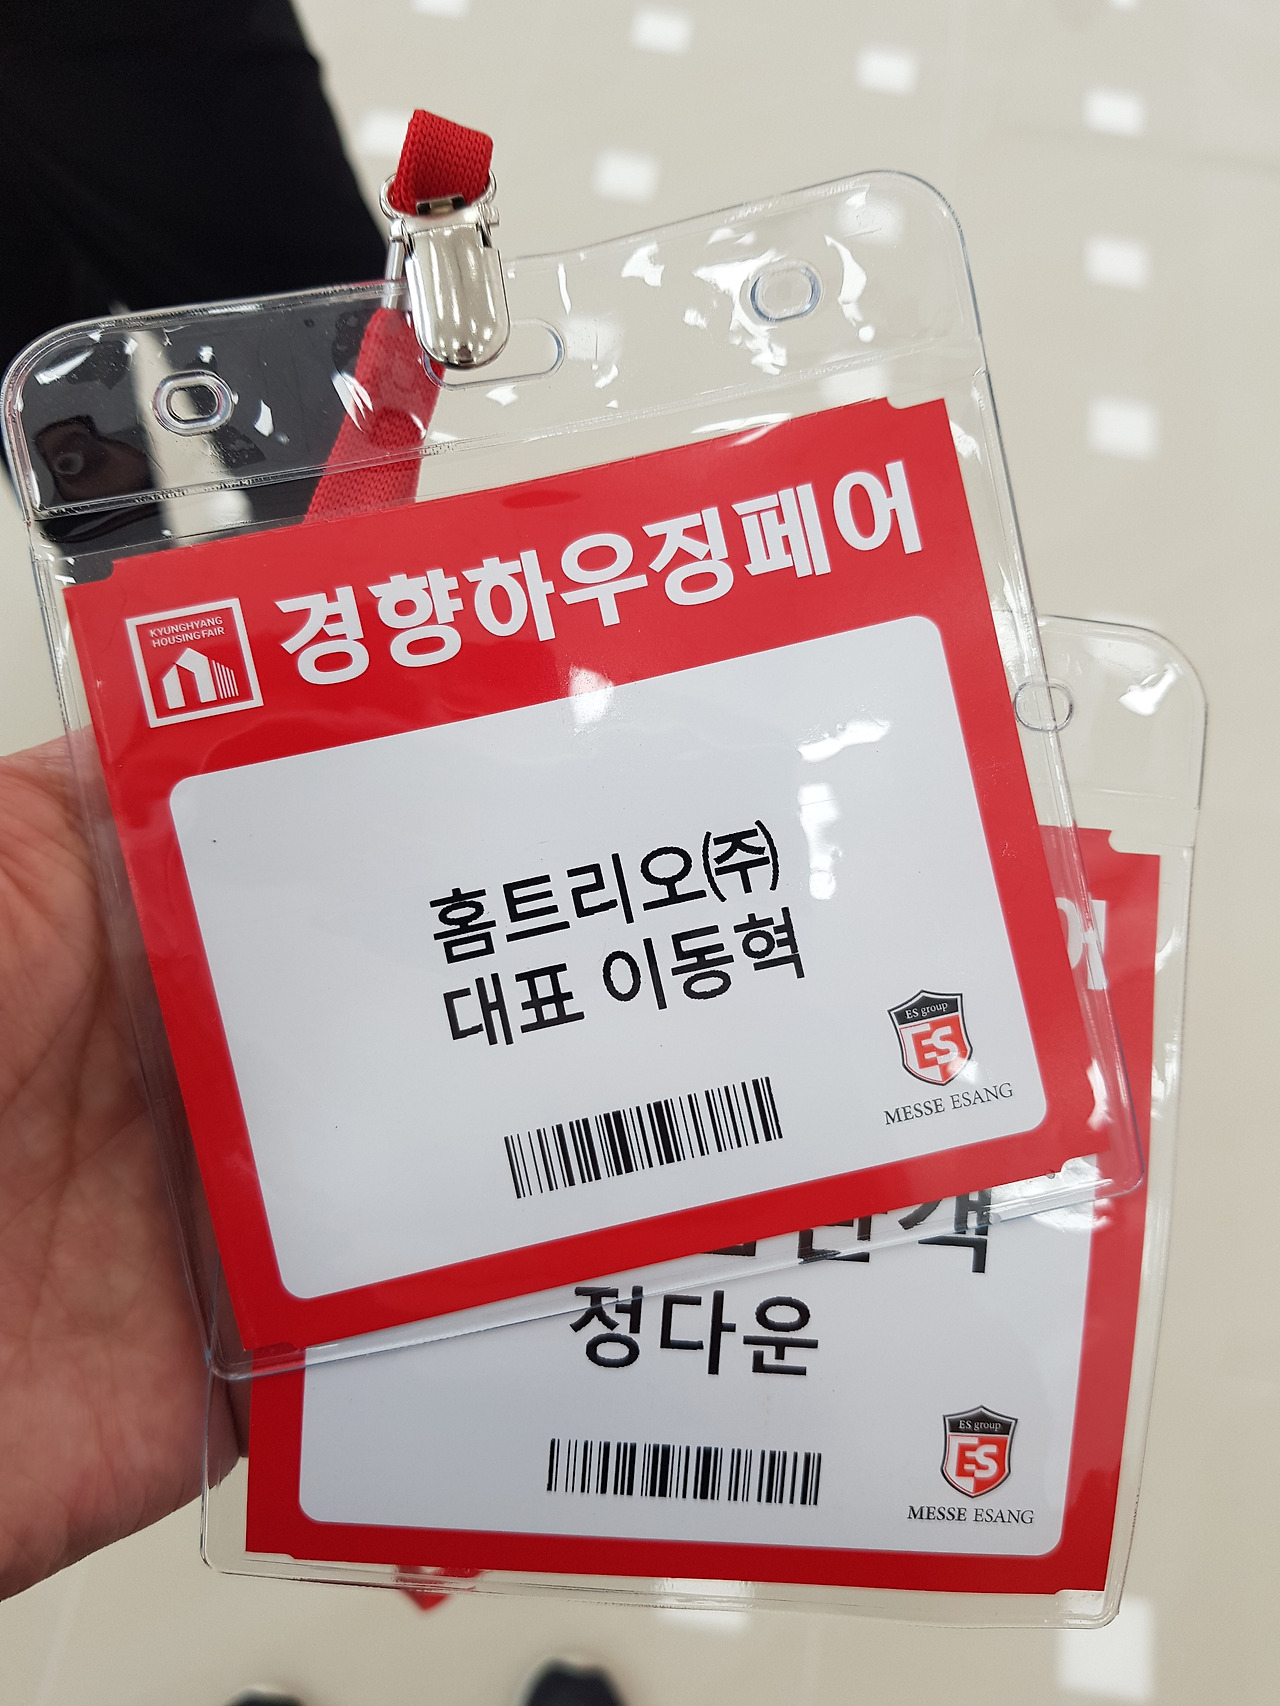 경향하우징페어
KYUNGHYANG
HOUSING FAIR
홈트리오㈜
대표 이동혁
ES group
ES
MESSE ESANG
어
정다운
ES group
ES
MESSE ESANG